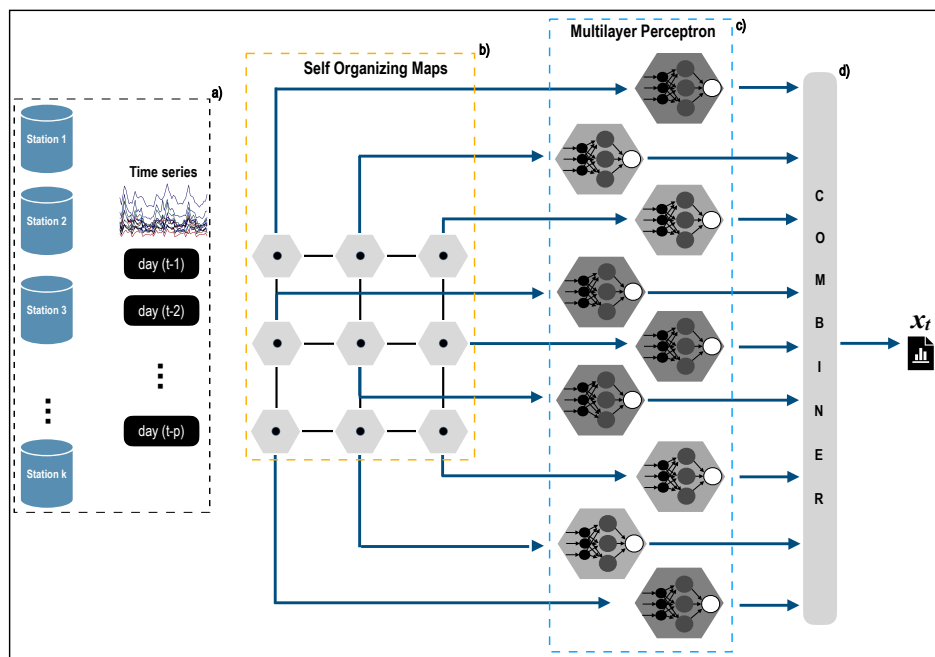 a)
Station 1
Station 2
Station 3
Station k
Time series
day (t-1)
day (t-2)
day (t-p)
b)
Self Organizing Maps
c)
Multilayer Perceptron
d)
C
O
M
B
I
N
E
R
xₜ